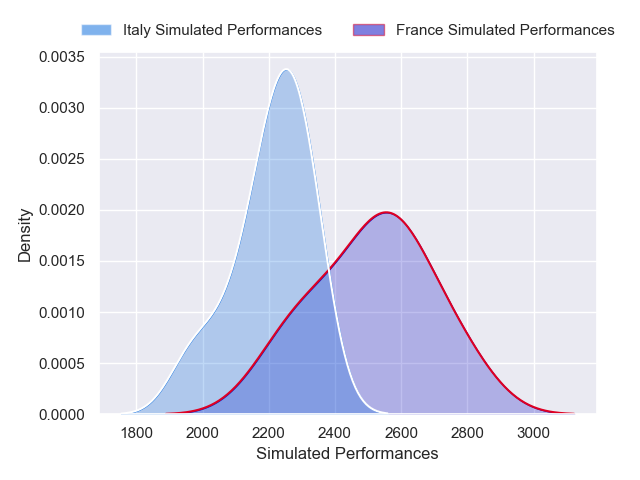 Italy Simulated Performances France Simulated Performances
0.0035
0.0030
0.0025
0.0020
0.0015
0.0010
0.0005
0.0000
Density
1800 2000 2200 2400 2600 2800 3000
Simulated Performances